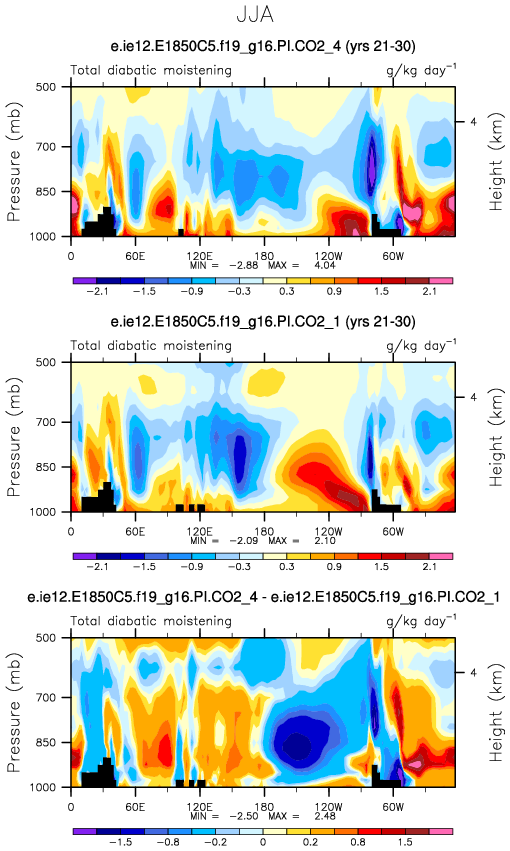 JJA
e.ie12.E1850C5.f19_g16.PI.CO2_4 (yrs 21-30)
Total diabatic moistening g/kg day⁻¹
Pressure (mb)
500
700
850
1000
4
Height (km)
0 60E 120E 180 120W 60W
MIN = -2.88 MAX = 4.04
-2.1 -1.5 -0.9 -0.3 0.3 0.9 1.5 2.1
e.ie12.E1850C5.f19_g16.PI.CO2_1 (yrs 21-30)
Total diabatic moistening g/kg day⁻¹
Pressure (mb)
500
700
850
1000
4
Height (km)
0 60E 120E 180 120W 60W
MIN = -2.09 MAX = 2.10
-2.1 -1.5 -0.9 -0.3 0.3 0.9 1.5 2.1
e.ie12.E1850C5.f19_g16.PI.CO2_4 - e.ie12.E1850C5.f19_g16.PI.CO2_1
Total diabatic moistening g/kg day⁻¹
Pressure (mb)
500
700
850
1000
4
Height (km)
0 60E 120E 180 120W 60W
MIN = -2.50 MAX = 2.48
-1.5 -0.8 -0.2 0 0.2 0.8 1.5